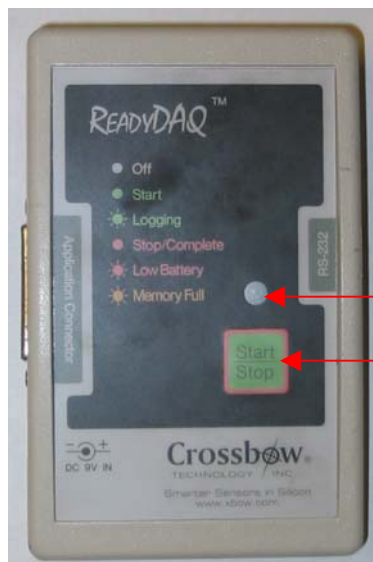 READYDAQ™
Off
Start
Logging
Stop/Complete
Low Battery
Memory Full
Application Connector
RS-232
Start
Stop
- +
DC 9V IN
Crossbow®
TECHNOLOGY INC
Smarter Sensors in Silicon
www.xbow.com